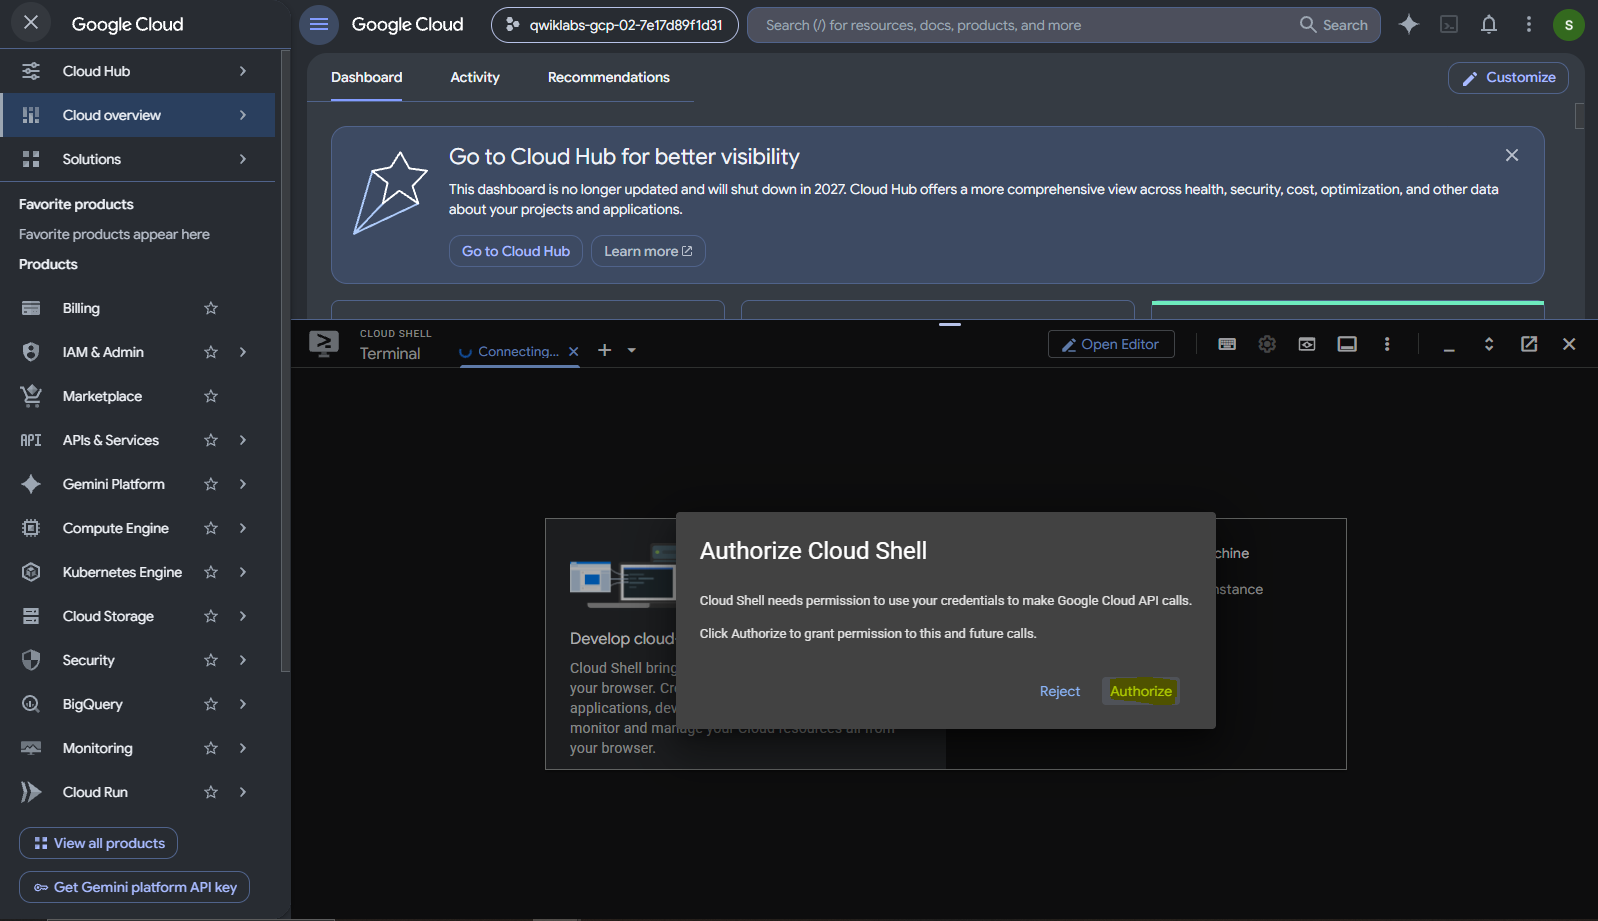 Google Cloud
Cloud Hub
Cloud overview
Solutions
Favorite products
Favorite products appear here
Products
Billing
IAM & Admin
Marketplace
API
APIs & Services
Gemini Platform
Compute Engine
Kubernetes Engine
Cloud Storage
Security
BigQuery
Monitoring
Cloud Run
View all products
Get Gemini platform API key
Google Cloud
qwiklabs-gcp-02-7e17d89f1d31
Search (/) for resources, docs, products, and more
Search
S
Dashboard
Activity
Recommendations
Customize
Go to Cloud Hub for better visibility
This dashboard is no longer updated and will shut down in 2027. Cloud Hub offers a more comprehensive view across health, security, cost, optimization, and other data
about your projects and applications.
Go to Cloud Hub
Learn more
CLOUD SHELL
Terminal
Connecting...
Open Editor
Authorize Cloud Shell
Cloud Shell needs permission to use your credentials to make Google Cloud API calls.
Click Authorize to grant permission to this and future calls.
Reject
Authorize
Develop cloud-
Cloud Shell bring
your browser. Cr
applications, dev
monitor and manage your Cloud resources all from
your browser.
chine
nstance